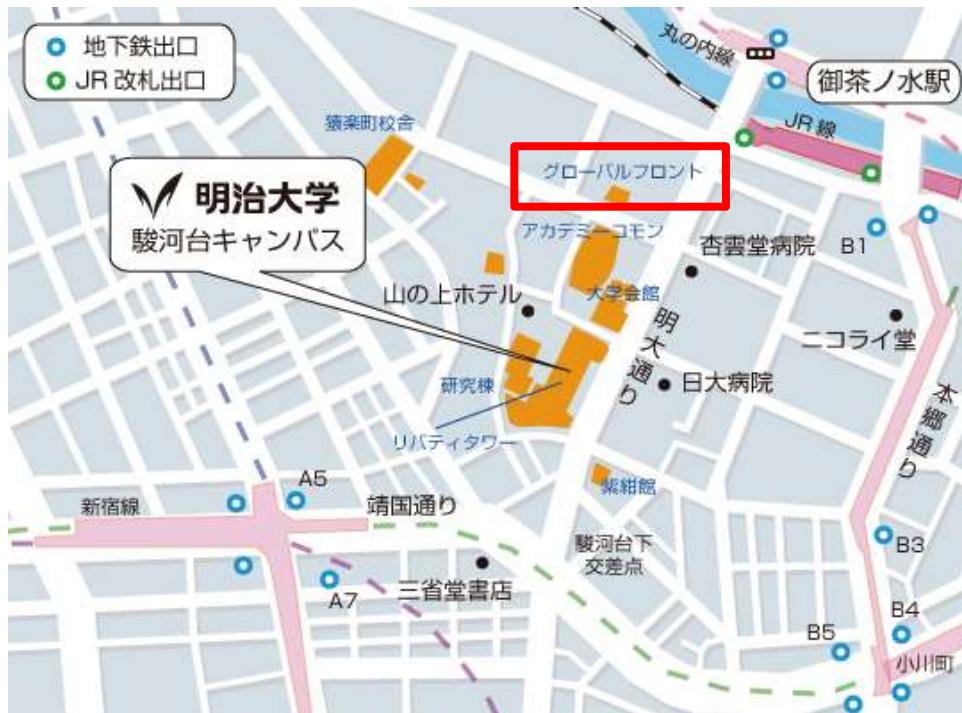 地下鉄出口
JR 改札出口
丸の内線
御茶ノ水駅
JR 線
猿楽町校舎
グローバルフロント
明治大学
駿河台キャンパス
アカデミーコモン
杏雲堂病院
B1
山の上ホテル
大学会館
明大通り
ニコライ堂
研究棟
日大病院
本郷通り
リバティタワー
A5
新宿線
靖国通り
紫紺館
駿河台下
交差点
B3
三省堂書店
A7
B4
B5
小川町